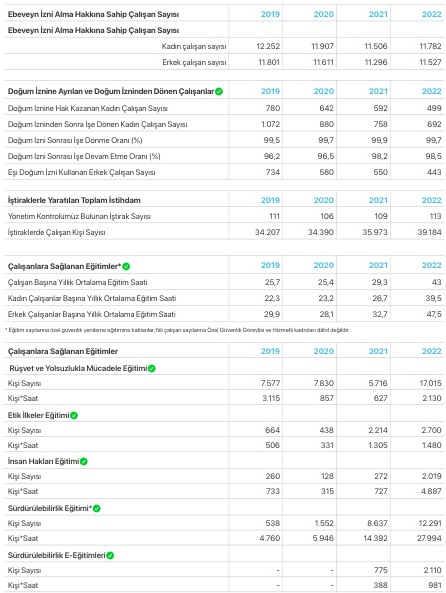 Ebeveyn İzni Alma Hakkına Sahip Çalışan Sayısı 2019 2020 2021 2022
Ebeveyn İzni Alma Hakkına Sahip Çalışan Sayısı
Kadın çalışan sayısı 12.252 11.907 11.506 11.782
Erkek çalışan sayısı 11.801 11.611 11.296 11.527
Doğum İznine Ayrılan ve Doğum İzninden Dönen Çalışanlar 2019 2020 2021 2022
Doğum İznine Hak Kazanan Kadın Çalışan Sayısı 780 642 592 499
Doğum İzninden Sonra İşe Dönen Kadın Çalışan Sayısı 1.072 880 758 692
Doğum İzni Sonrası İşe Dönme Oranı (%) 99,5 99,7 99,9 99,7
Doğum İzni Sonrası İşe Devam Etme Oranı (%) 96,2 96,5 98,2 98,5
Eşi Doğum İzni Kullanan Erkek Çalışan Sayısı 734 580 550 443
İştiraklerle Yaratılan Toplam İstihdam 2019 2020 2021 2022
Yönetim Kontrolümüz Bulunan İştirak Sayısı 111 106 109 113
İştiraklerde Çalışan Kişi Sayısı 34.207 34.390 35.973 39.184
Çalışanlara Sağlanan Eğitimler* 2019 2020 2021 2022
Çalışan Başına Yıllık Ortalama Eğitim Saati 25,7 25,4 29,3 43
Kadın Çalışanlar Başına Yıllık Ortalama Eğitim Saati 22,3 23,2 26,7 39,5
Erkek Çalışanlar Başına Yıllık Ortalama Eğitim Saati 29,9 28,1 32,7 47,5
* Eğitim sayılarına özel güvenlik yenileme eğitimine katılanlar, fiili çalışan sayılarına Özel Güvenlik Görevlisi ve Hizmetli kadroları dâhil değildir.
Çalışanlara Sağlanan Eğitimler 2019 2020 2021 2022
Rüşvet ve Yolsuzlukla Mücadele Eğitimi
Kişi Sayısı 7.577 7.830 5.716 17.015
Kişi*Saat 3.115 857 627 2.130
Etik İlkeler Eğitimi
Kişi Sayısı 664 438 2.214 2.700
Kişi*Saat 506 331 1.305 1.480
İnsan Hakları Eğitimi
Kişi Sayısı 260 128 272 2.019
Kişi*Saat 733 315 727 4.887
Sürdürülebilirlik Eğitimi*
Kişi Sayısı 538 1.552 8.637 12.291
Kişi*Saat 4.760 5.946 14.392 27.994
Sürdürülebilirlik E-Eğitimleri
Kişi Sayısı - - 775 2.110
Kişi*Saat - - 388 981